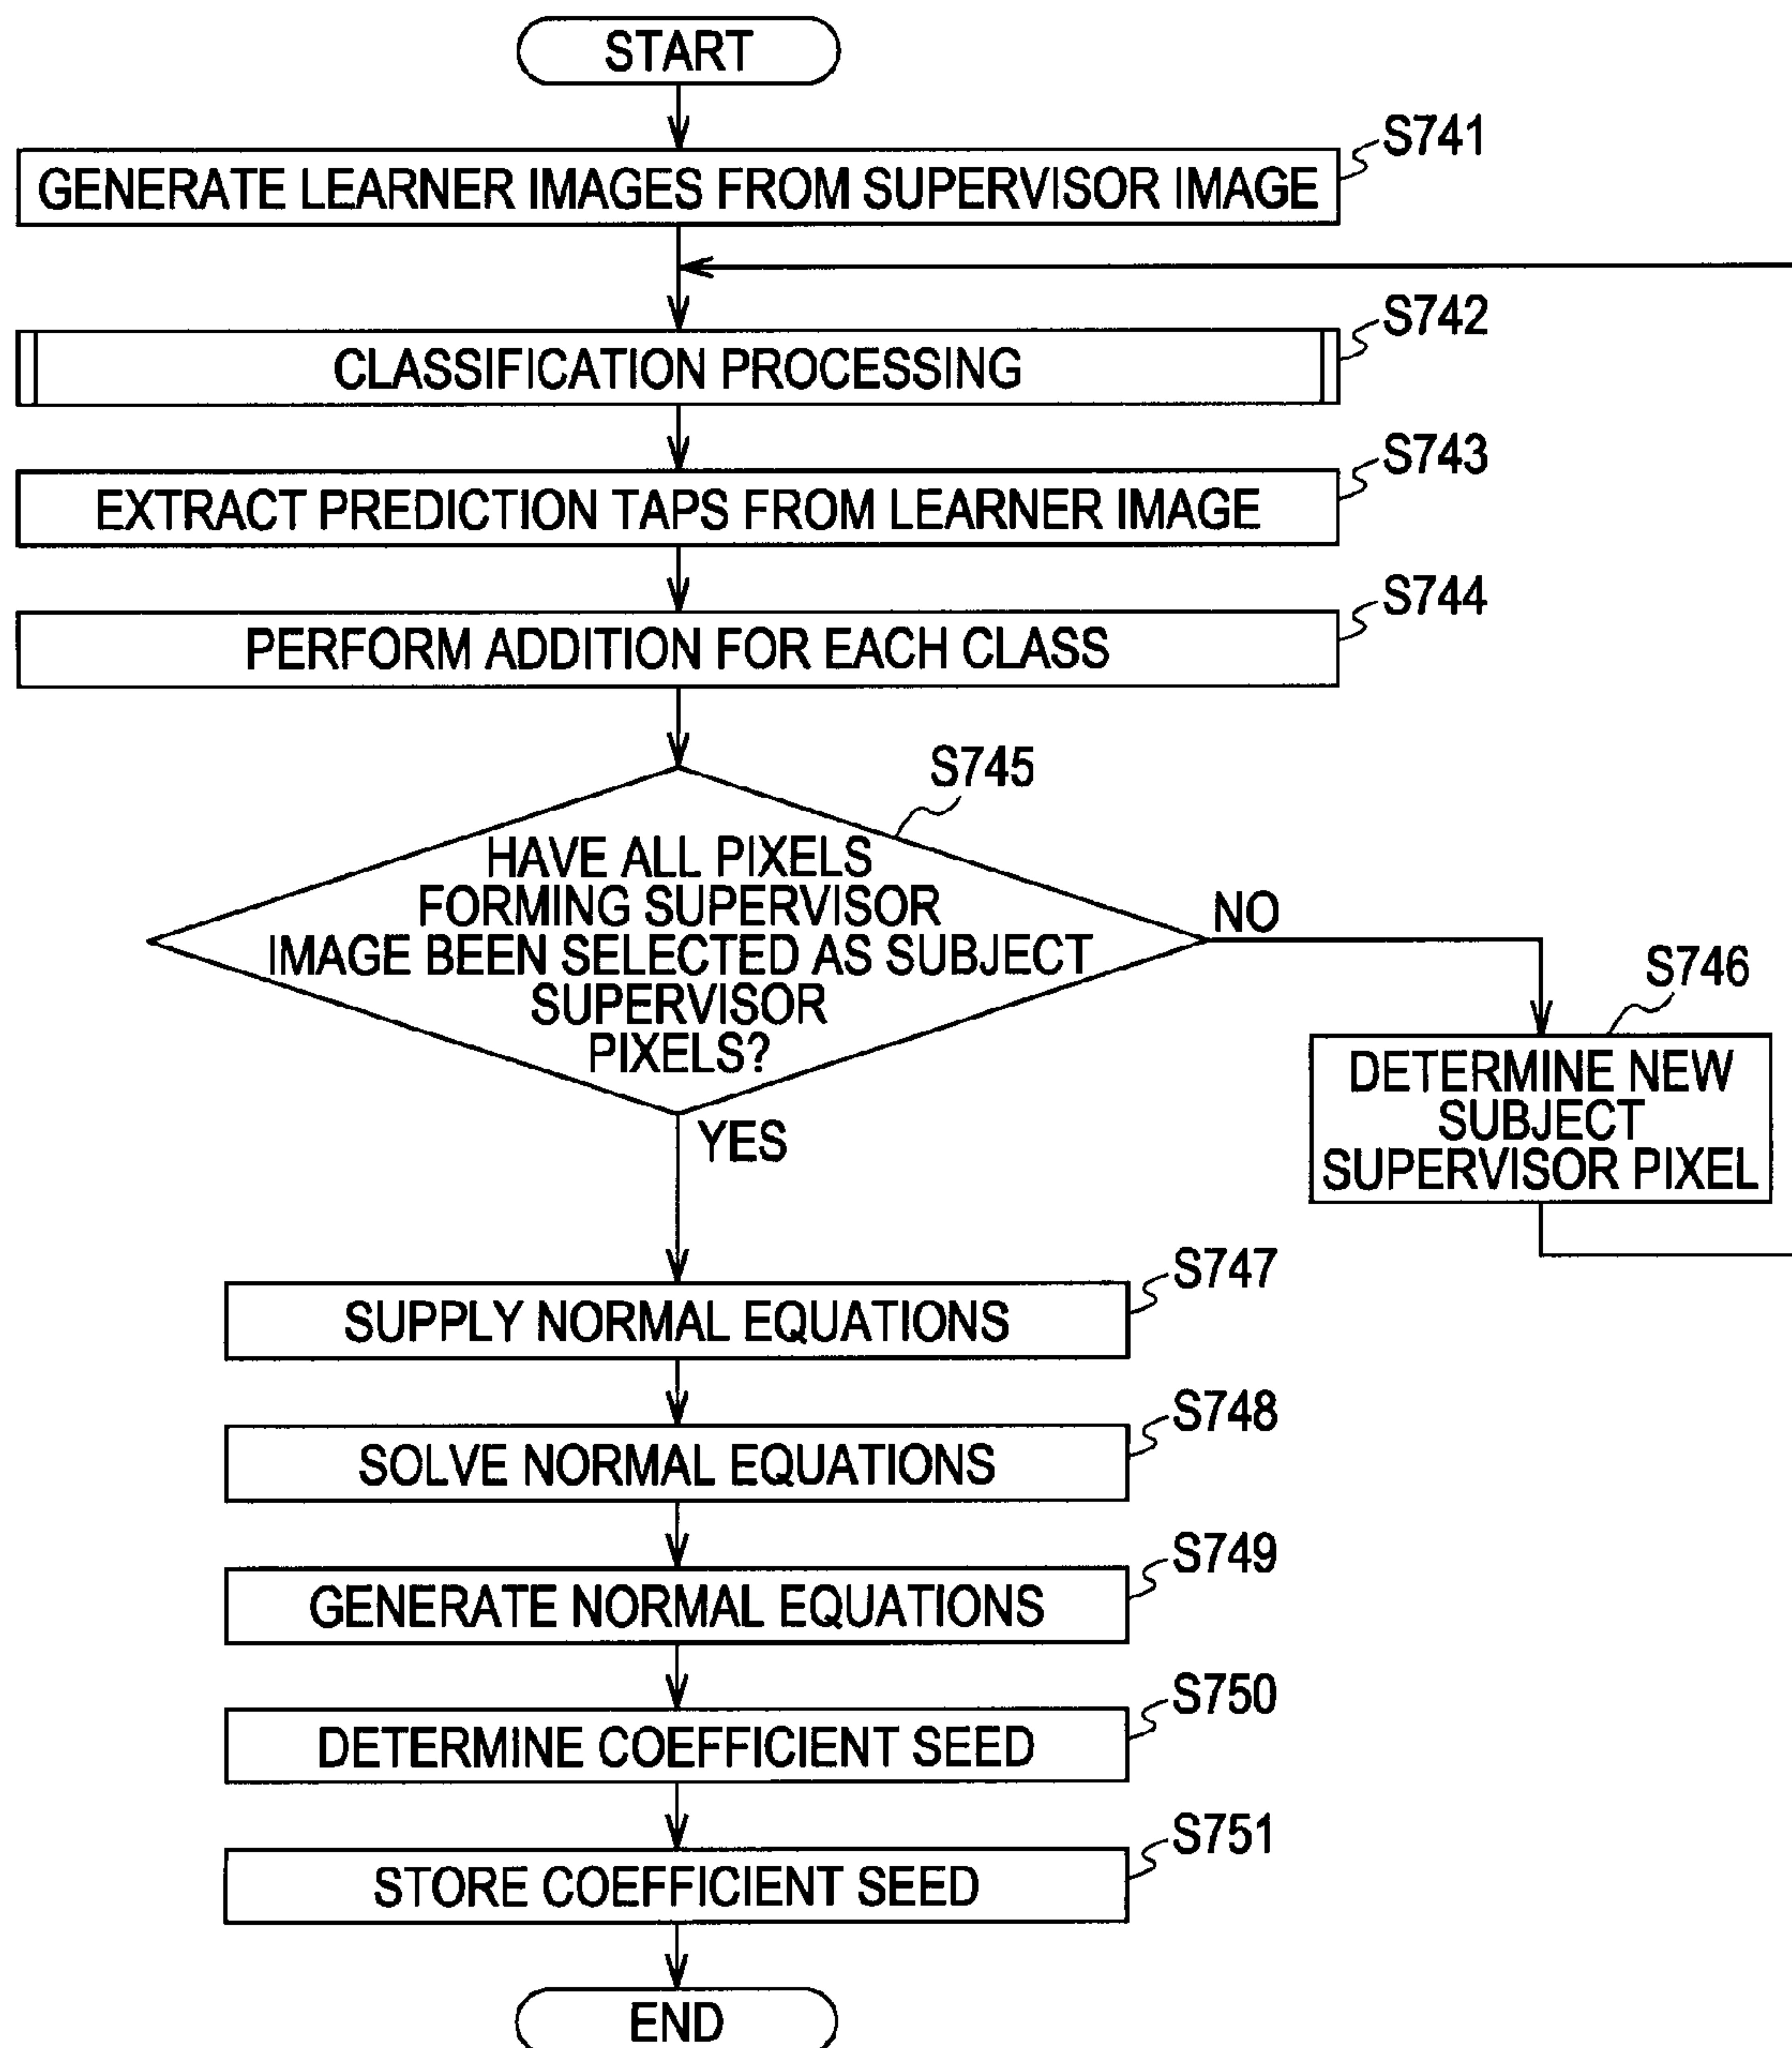 START
S741
GENERATE LEARNER IMAGES FROM SUPERVISOR IMAGE
S742
CLASSIFICATION PROCESSING
S743
EXTRACT PREDICTION TAPS FROM LEARNER IMAGE
S744
PERFORM ADDITION FOR EACH CLASS
S745
HAVE ALL PIXELS
FORMING SUPERVISOR
IMAGE BEEN SELECTED AS SUBJECT
SUPERVISOR
PIXELS?
NO
S746
DETERMINE NEW
SUBJECT
SUPERVISOR PIXEL
YES
S747
SUPPLY NORMAL EQUATIONS
S748
SOLVE NORMAL EQUATIONS
S749
GENERATE NORMAL EQUATIONS
S750
DETERMINE COEFFICIENT SEED
S751
STORE COEFFICIENT SEED
END